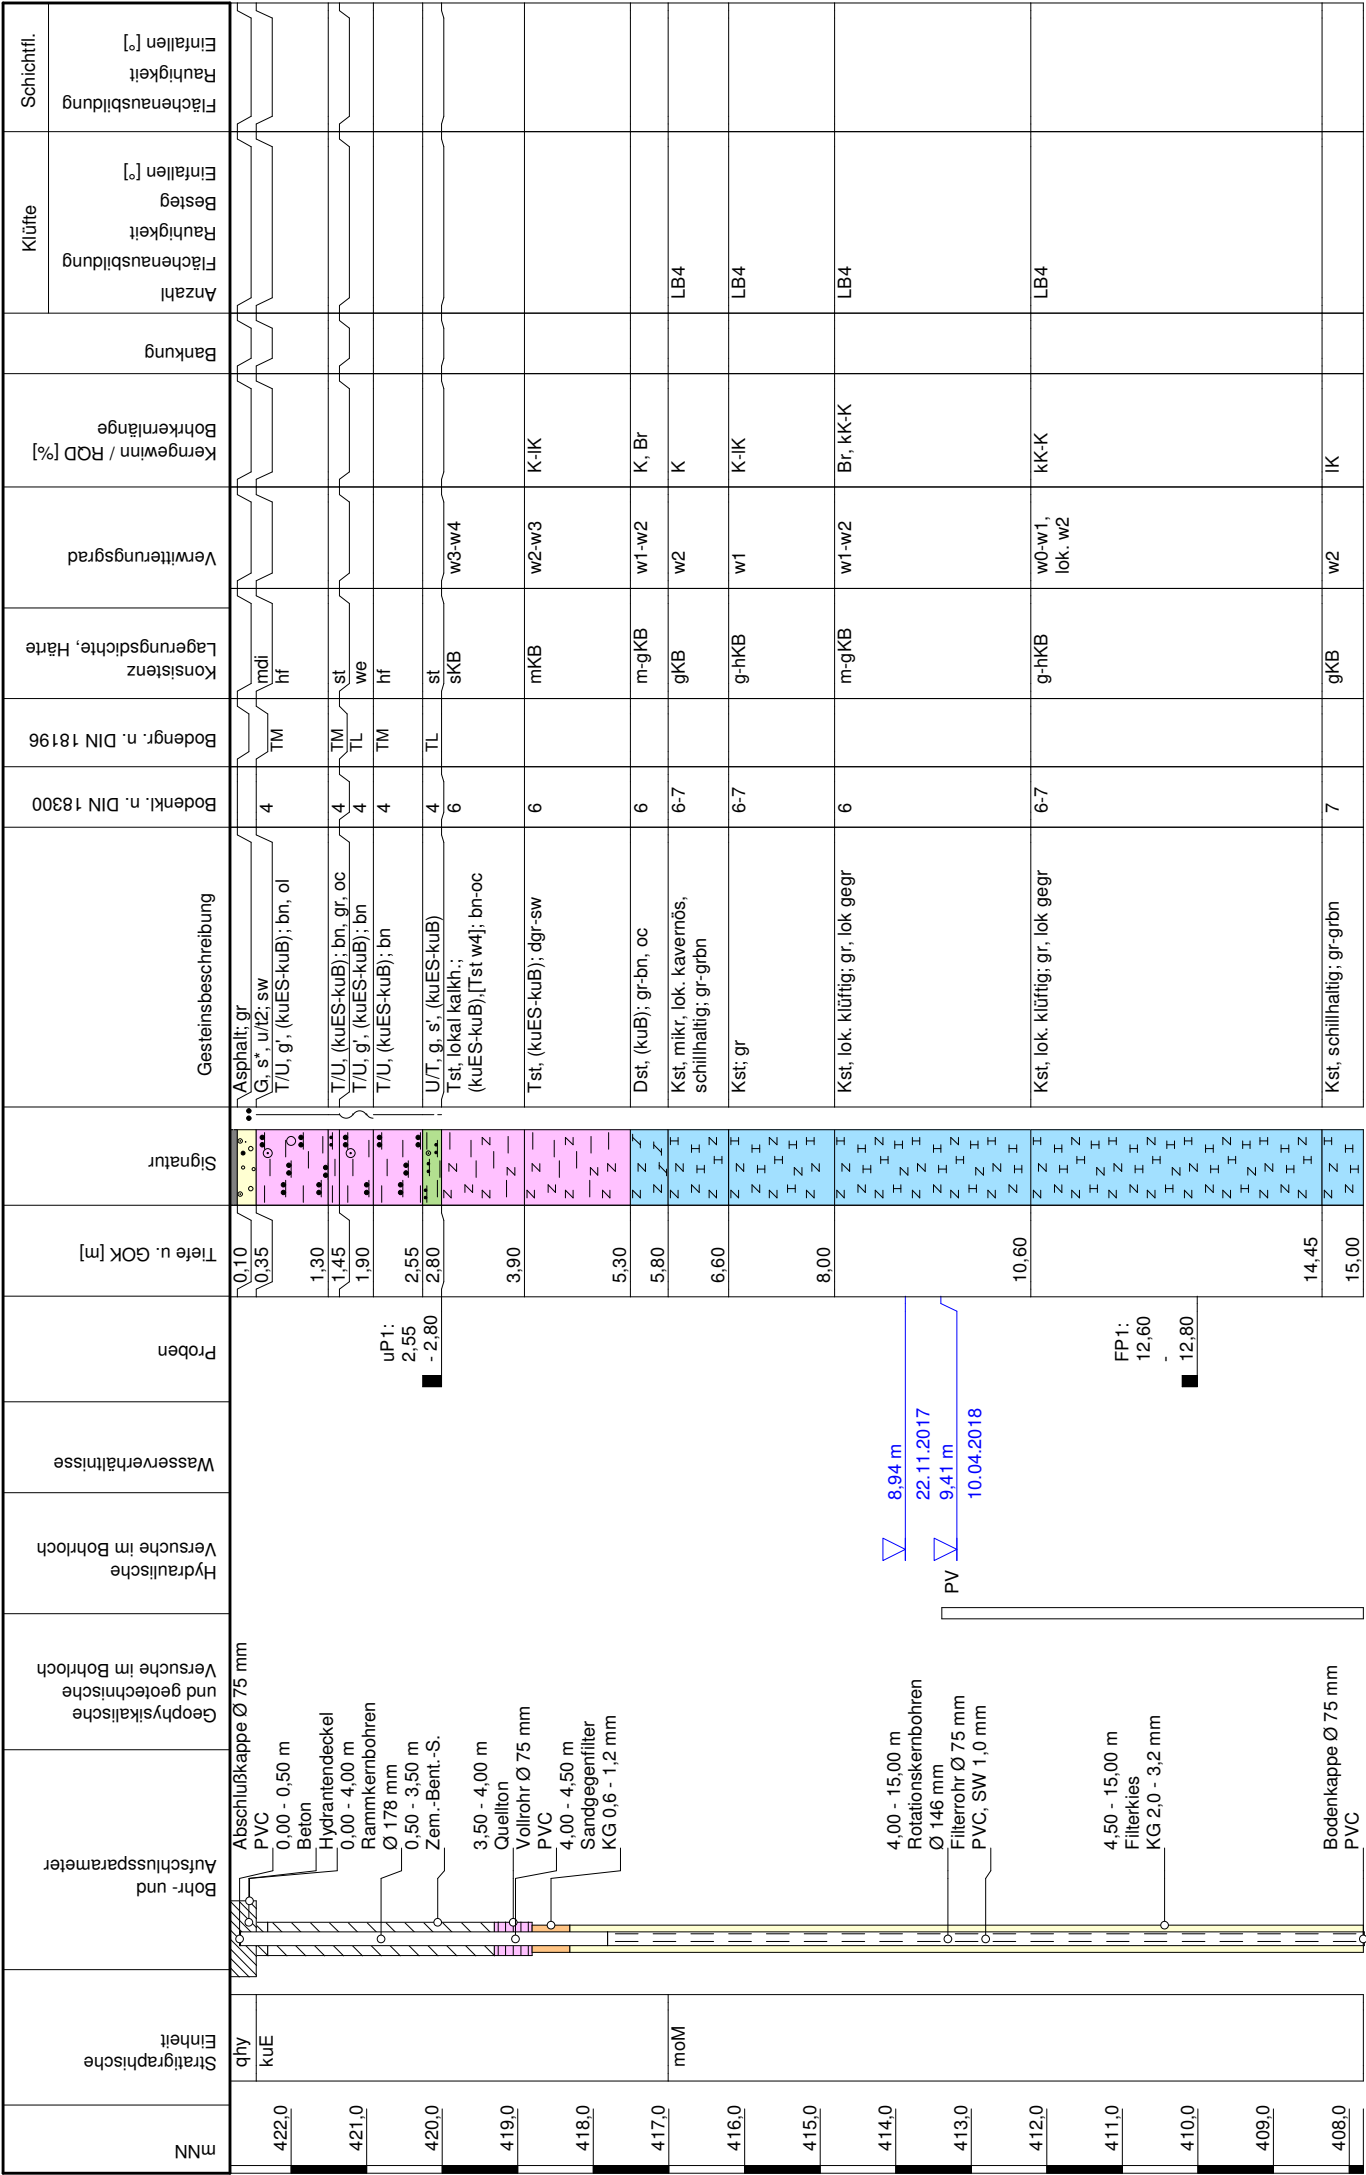 mNN
Stratigraphische
Einheit
Bohr- und
Aufschlussparameter
Geophysikalische
und geotechnische
Versuche im Bohrloch
Hydraulische
Versuche im Bohrloch
Wasserverhältnisse
Proben
Tiefe u. GOK [m]
Signatur
Gesteinsbeschreibung
Bodenkl. n. DIN 18300
Bodengr. n. DIN 18196
Konsistenz
Lagerungsdichte, Härte
Verwitterungsgrad
Kerngewinn / RQD [%]
Bohrkernlänge
Bankung
Klüfte
Anzahl
Flächenausbildung
Rauhigkeit
Besteg
Einfallen [°]
Schichtfl.
Flächenausbildung
Rauhigkeit
Einfallen [°]
422,0
421,0
420,0
419,0
418,0
417,0
416,0
415,0
414,0
413,0
412,0
411,0
410,0
409,0
408,0
qhy
kuE
moM
Abschlußkappe Ø 75 mm
PVC
0,00 - 0,50 m
Beton
Hydrantendeckel
0,00 - 4,00 m
Rammkernbohren
Ø 178 mm
0,50 - 3,50 m
Zem.-Bent.-S.
3,50 - 4,00 m
Quellton
Vollrohr Ø 75 mm
PVC
4,00 - 4,50 m
Sandgegenfilter
KG 0,6 - 1,2 mm
4,00 - 15,00 m
Rotationskernbohren
Ø 146 mm
Filterrohr Ø 75 mm
PVC, SW 1,0 mm
4,50 - 15,00 m
Filterkies
KG 2,0 - 3,2 mm
Bodenkappe Ø 75 mm
PVC
PV
8,94 m
22.11.2017
9,41 m
10.04.2018
uP1:
2,55
- 2,80
FP1:
12,60
-
12,80
0,10
0,35
1,30
1,45
1,90
2,55
2,80
3,90
5,30
5,80
6,60
8,00
10,60
14,45
15,00
Asphalt; gr
G, s*, u/t2; sw
T/U, g', (kuES-kuB); bn, ol
T/U, (kuES-kuB); bn, gr, oc
T/U, g', (kuES-kuB); bn
T/U, (kuES-kuB); bn
U/T, g, s', (kuES-kuB)
Tst, lokal kalkh.;
(kuES-kuB),[Tst w4]; bn-oc
Tst, (kuES-kuB); dgr-sw
Dst, (kuB); gr-bn, oc
Kst, mikr, lok. kavernös,
schillhaltig; gr-grbn
Kst; gr
Kst, lok. klüftig; gr, lok gegr
Kst, lok. klüftig; gr, lok gegr
Kst, schillhaltig; gr-grbn
4
4
4
4
4
6
6
6
6-7
6-7
6
6-7
7
TM
TM
TL
TM
TL
mdi
hf
st
we
hf
st
sKB
mKB
m-gKB
gKB
g-hKB
m-gKB
g-hKB
gKB
w3-w4
w2-w3
w1-w2
w2
w1
w1-w2
w0-w1,
lok. w2
w2
K-lK
K, Br
K
K-lK
Br, kK-K
kK-K
lK
LB4
LB4
LB4
LB4